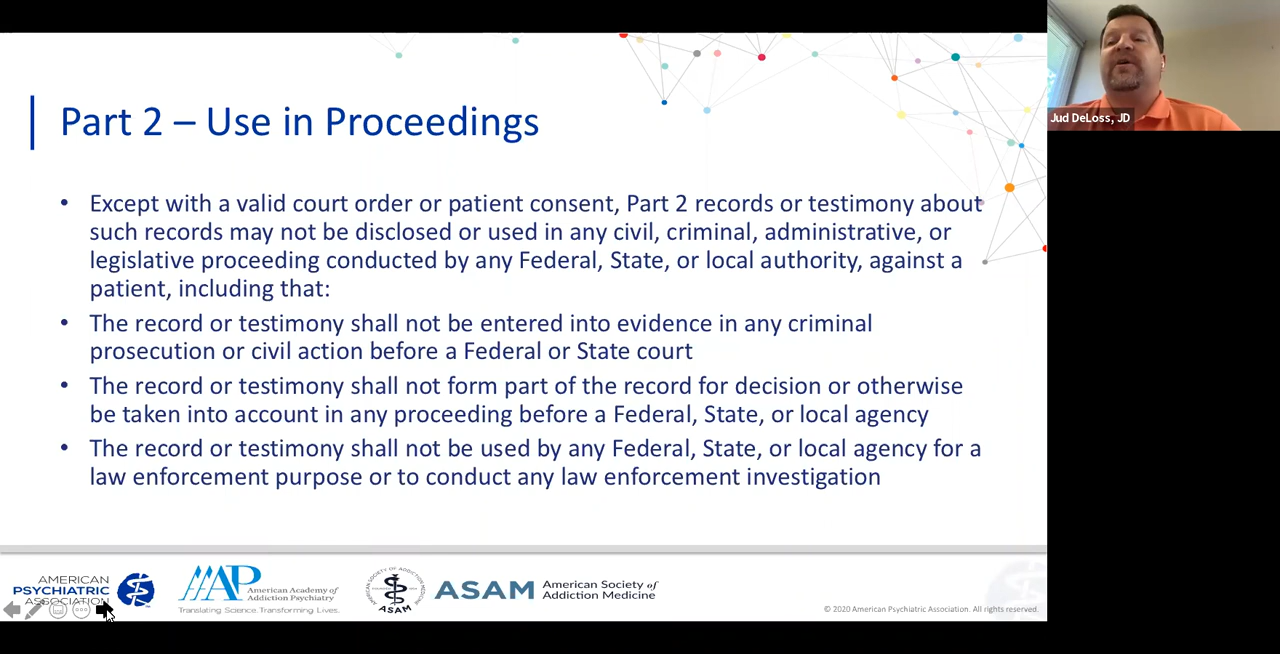 Part 2 – Use in Proceedings
Jud DeLoss, JD
• Except with a valid court order or patient consent, Part 2 records or testimony about
such records may not be disclosed or used in any civil, criminal, administrative, or
legislative proceeding conducted by any Federal, State, or local authority, against a
patient, including that:
• The record or testimony shall not be entered into evidence in any criminal
prosecution or civil action before a Federal or State court
• The record or testimony shall not form part of the record for decision or otherwise
be taken into account in any proceeding before a Federal, State, or local agency
• The record or testimony shall not be used by any Federal, State, or local agency for a
law enforcement purpose or to conduct any law enforcement investigation
AMERICAN
PSYCHIATRIC
ASSOCIATION
AAAP
American Academy of
Addiction Psychiatry
Translating Science. Transforming Lives.
AMERICAN SOCIETY OF ADDICTION MEDICINE
ASAM
ASAM
American Society of
Addiction Medicine
© 2020 American Psychiatric Association. All rights reserved.